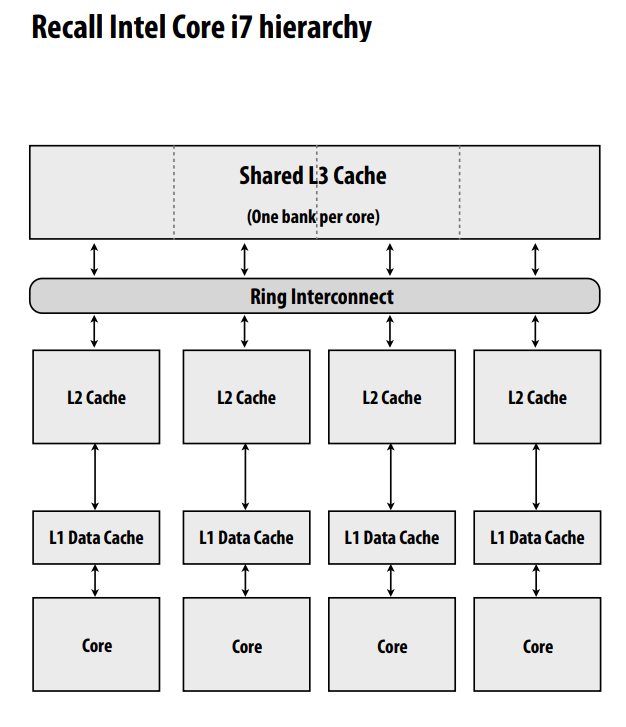 Recall Intel Core i7 hierarchy
Shared L3 Cache
(One bank per core)
Ring Interconnect
L2 Cache
L2 Cache
L2 Cache
L2 Cache
L1 Data Cache
L1 Data Cache
L1 Data Cache
L1 Data Cache
Core
Core
Core
Core